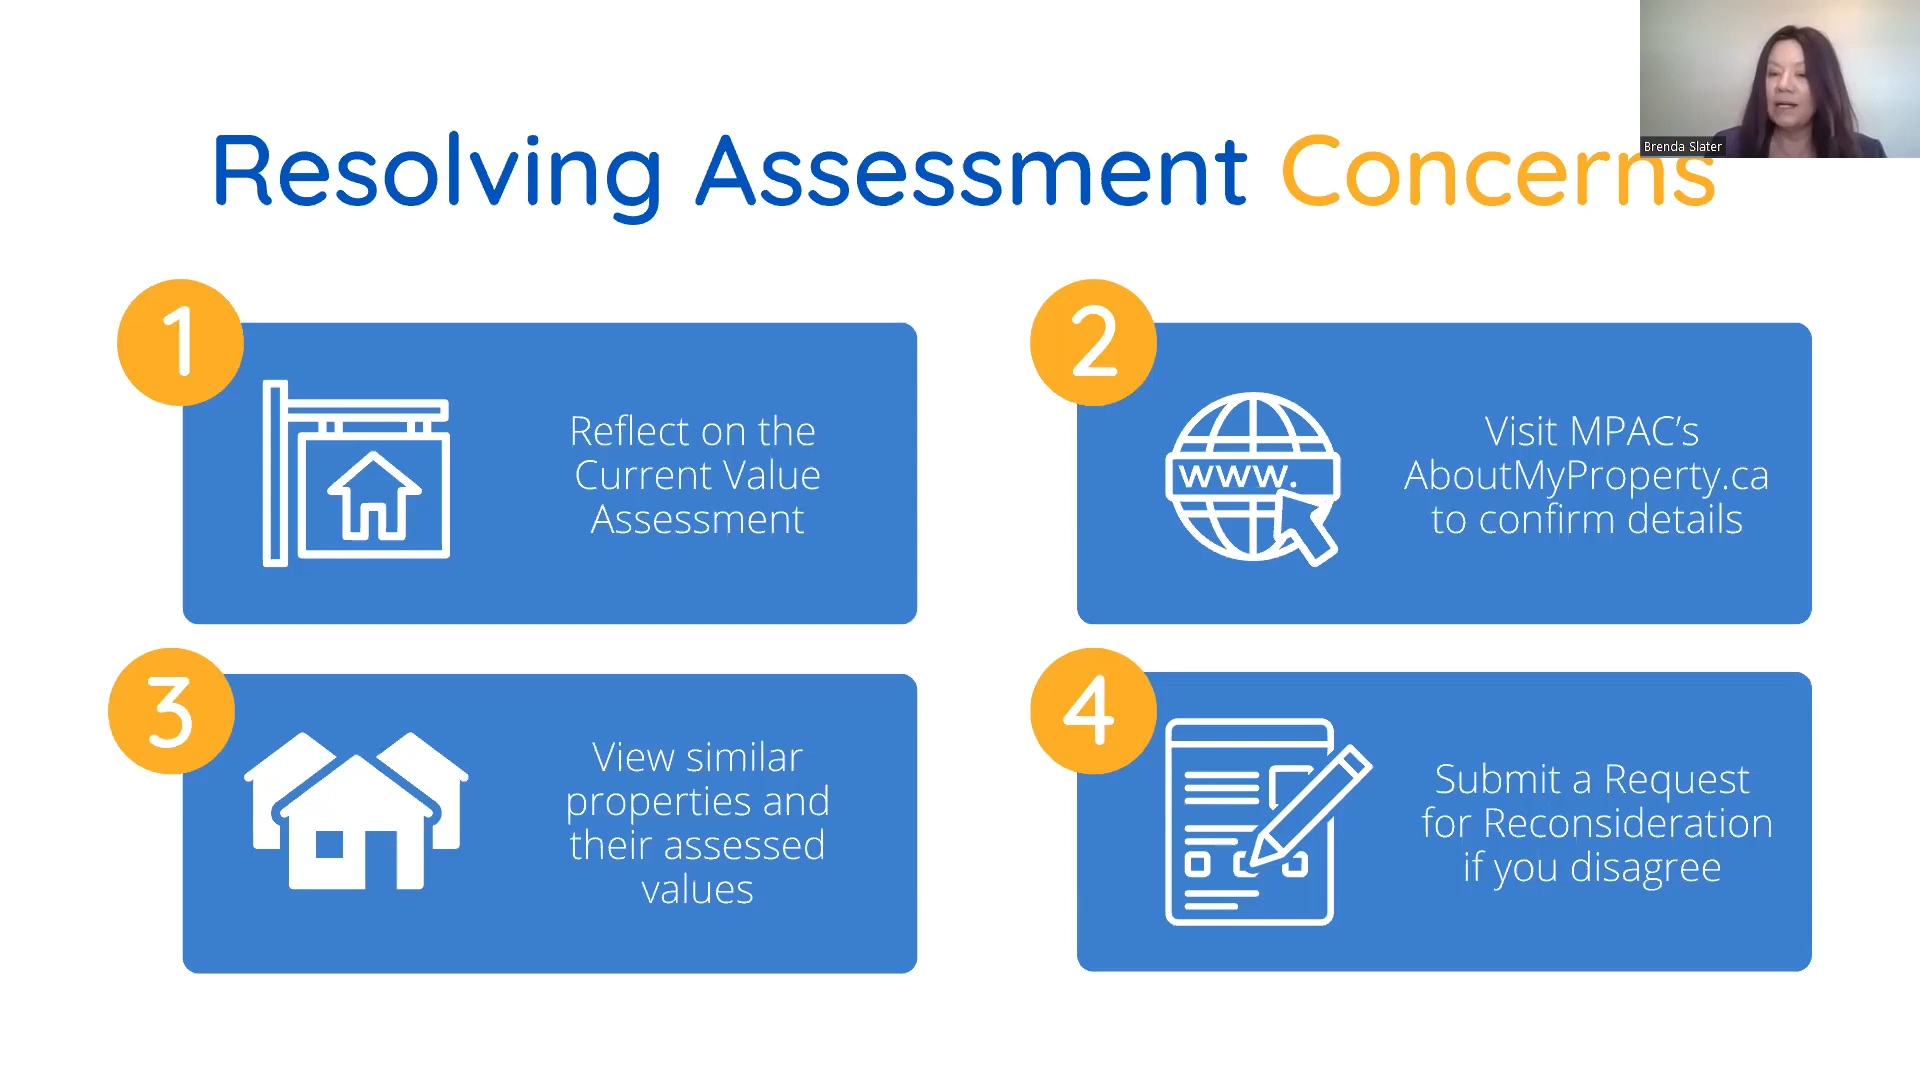 Brenda Slater
Resolving Assessment Concerns
1
Reflect on the
Current Value
Assessment
2
www.
Visit MPAC’s
AboutMyProperty.ca
to confirm details
3
View similar
properties and
their assessed
values
4
Submit a Request
for Reconsideration
if you disagree